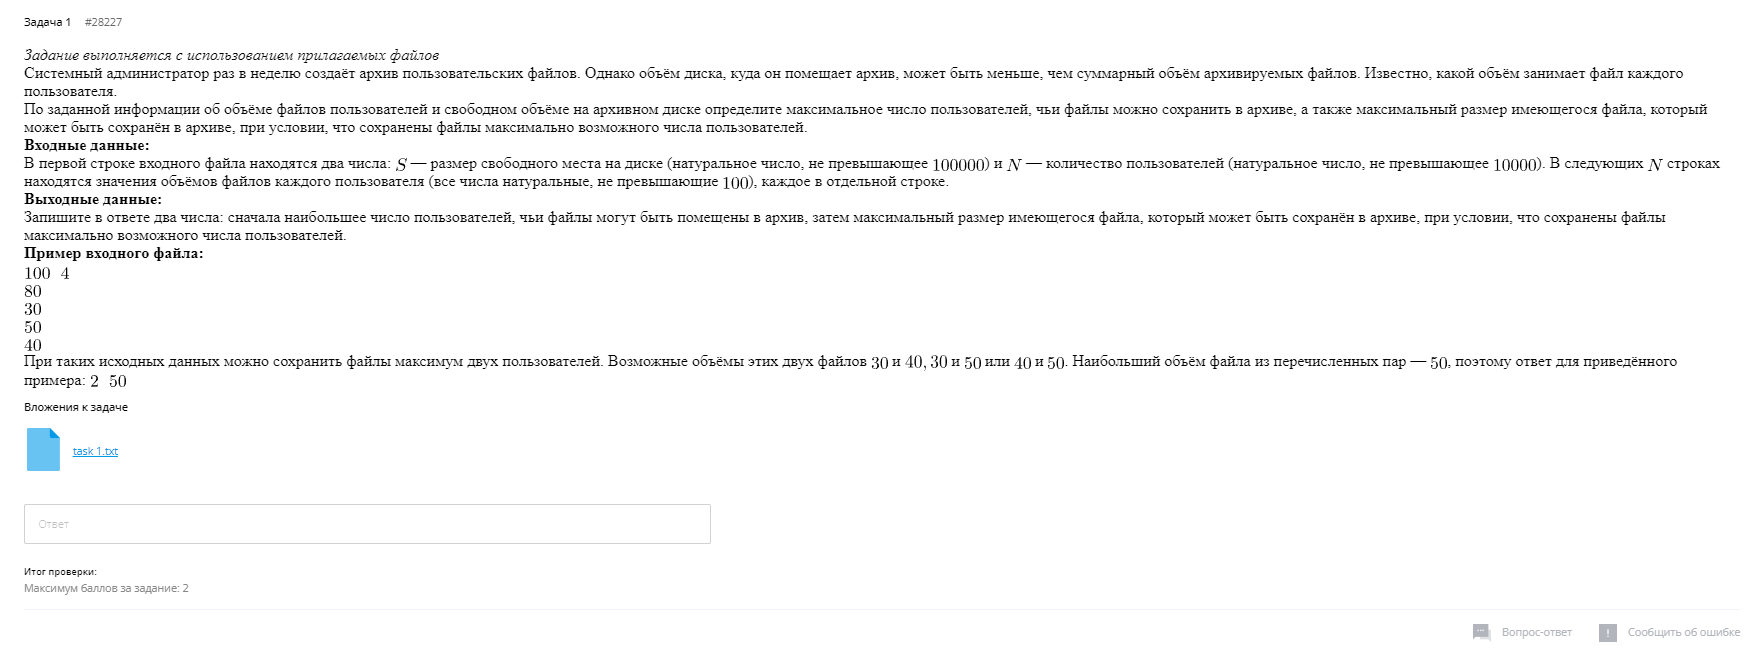 Задача 1 #28227
Задание выполняется с использованием прилагаемых файлов
Системный администратор раз в неделю создаёт архив пользовательских файлов. Однако объём диска, куда он помещает архив, может быть меньше, чем суммарный объём архивируемых файлов. Известно, какой объём занимает файл каждого
пользователя.
По заданной информации об объёме файлов пользователей и свободном объёме на архивном диске определите максимальное число пользователей, чьи файлы можно сохранить в архиве, а также максимальный размер имеющегося файла, который
может быть сохранён в архиве, при условии, что сохранены файлы максимально возможного числа пользователей.
Входные данные:
В первой строке входного файла находятся два числа: S — размер свободного места на диске (натуральное число, не превышающее 100000) и N — количество пользователей (натуральное число, не превышающее 10000). В следующих N строках
находятся значения объёмов файлов каждого пользователя (все числа натуральные, не превышающие 100), каждое в отдельной строке.
Выходные данные:
Запишите в ответе два числа: сначала наибольшее число пользователей, чьи файлы могут быть помещены в архив, затем максимальный размер имеющегося файла, который может быть сохранён в архиве, при условии, что сохранены файлы
максимально возможного числа пользователей.
Пример входного файла:
100 4
80
30
50
40
При таких исходных данных можно сохранить файлы максимум двух пользователей. Возможные объёмы этих двух файлов 30 и 40, 30 и 50 или 40 и 50. Наибольший объём файла из перечисленных пар — 50, поэтому ответ для приведённого
примера: 2 50
Вложения к задаче
task 1.txt
Ответ
Итог проверки:
Максимум баллов за задание: 2
Вопрос-ответ
Сообщить об ошибке